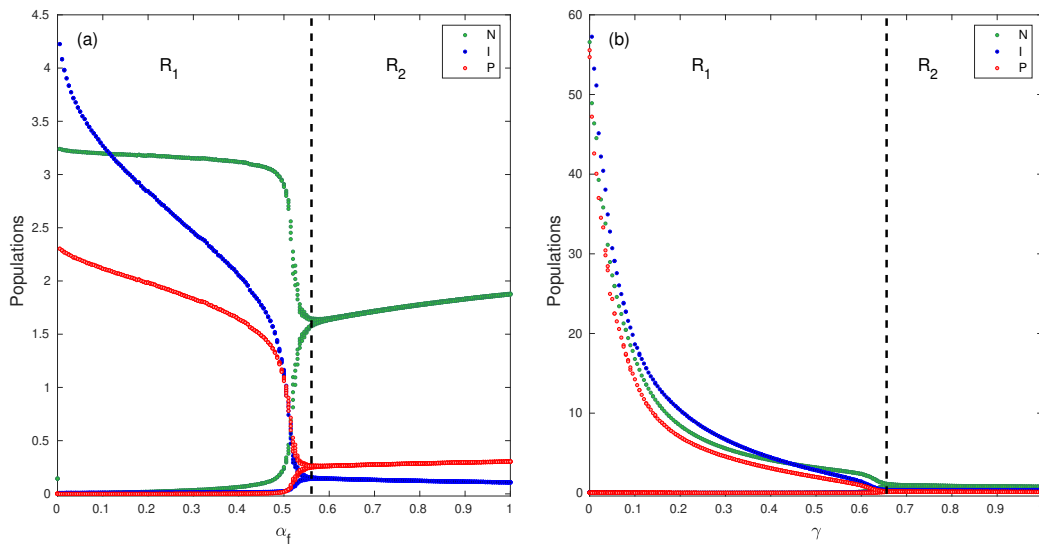 (a)
R1
R2
N
I
P
Populations
4.5
4
3.5
3
2.5
2
1.5
1
0.5
0
0 0.1 0.2 0.3 0.4 0.5 0.6 0.7 0.8 0.9 1
αf
(b)
R1
R2
N
I
P
Populations
60
50
40
30
20
10
0
0 0.1 0.2 0.3 0.4 0.5 0.6 0.7 0.8 0.9
γ